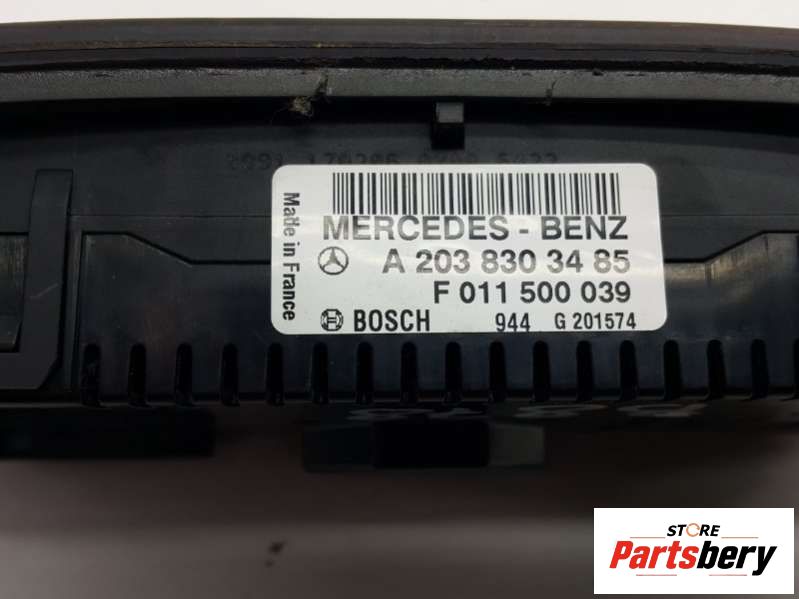 Made in France
MERCEDES - BENZ
A 203 830 34 85
F 011 500 039
BOSCH 944 G 201574
STORE
Partsbery